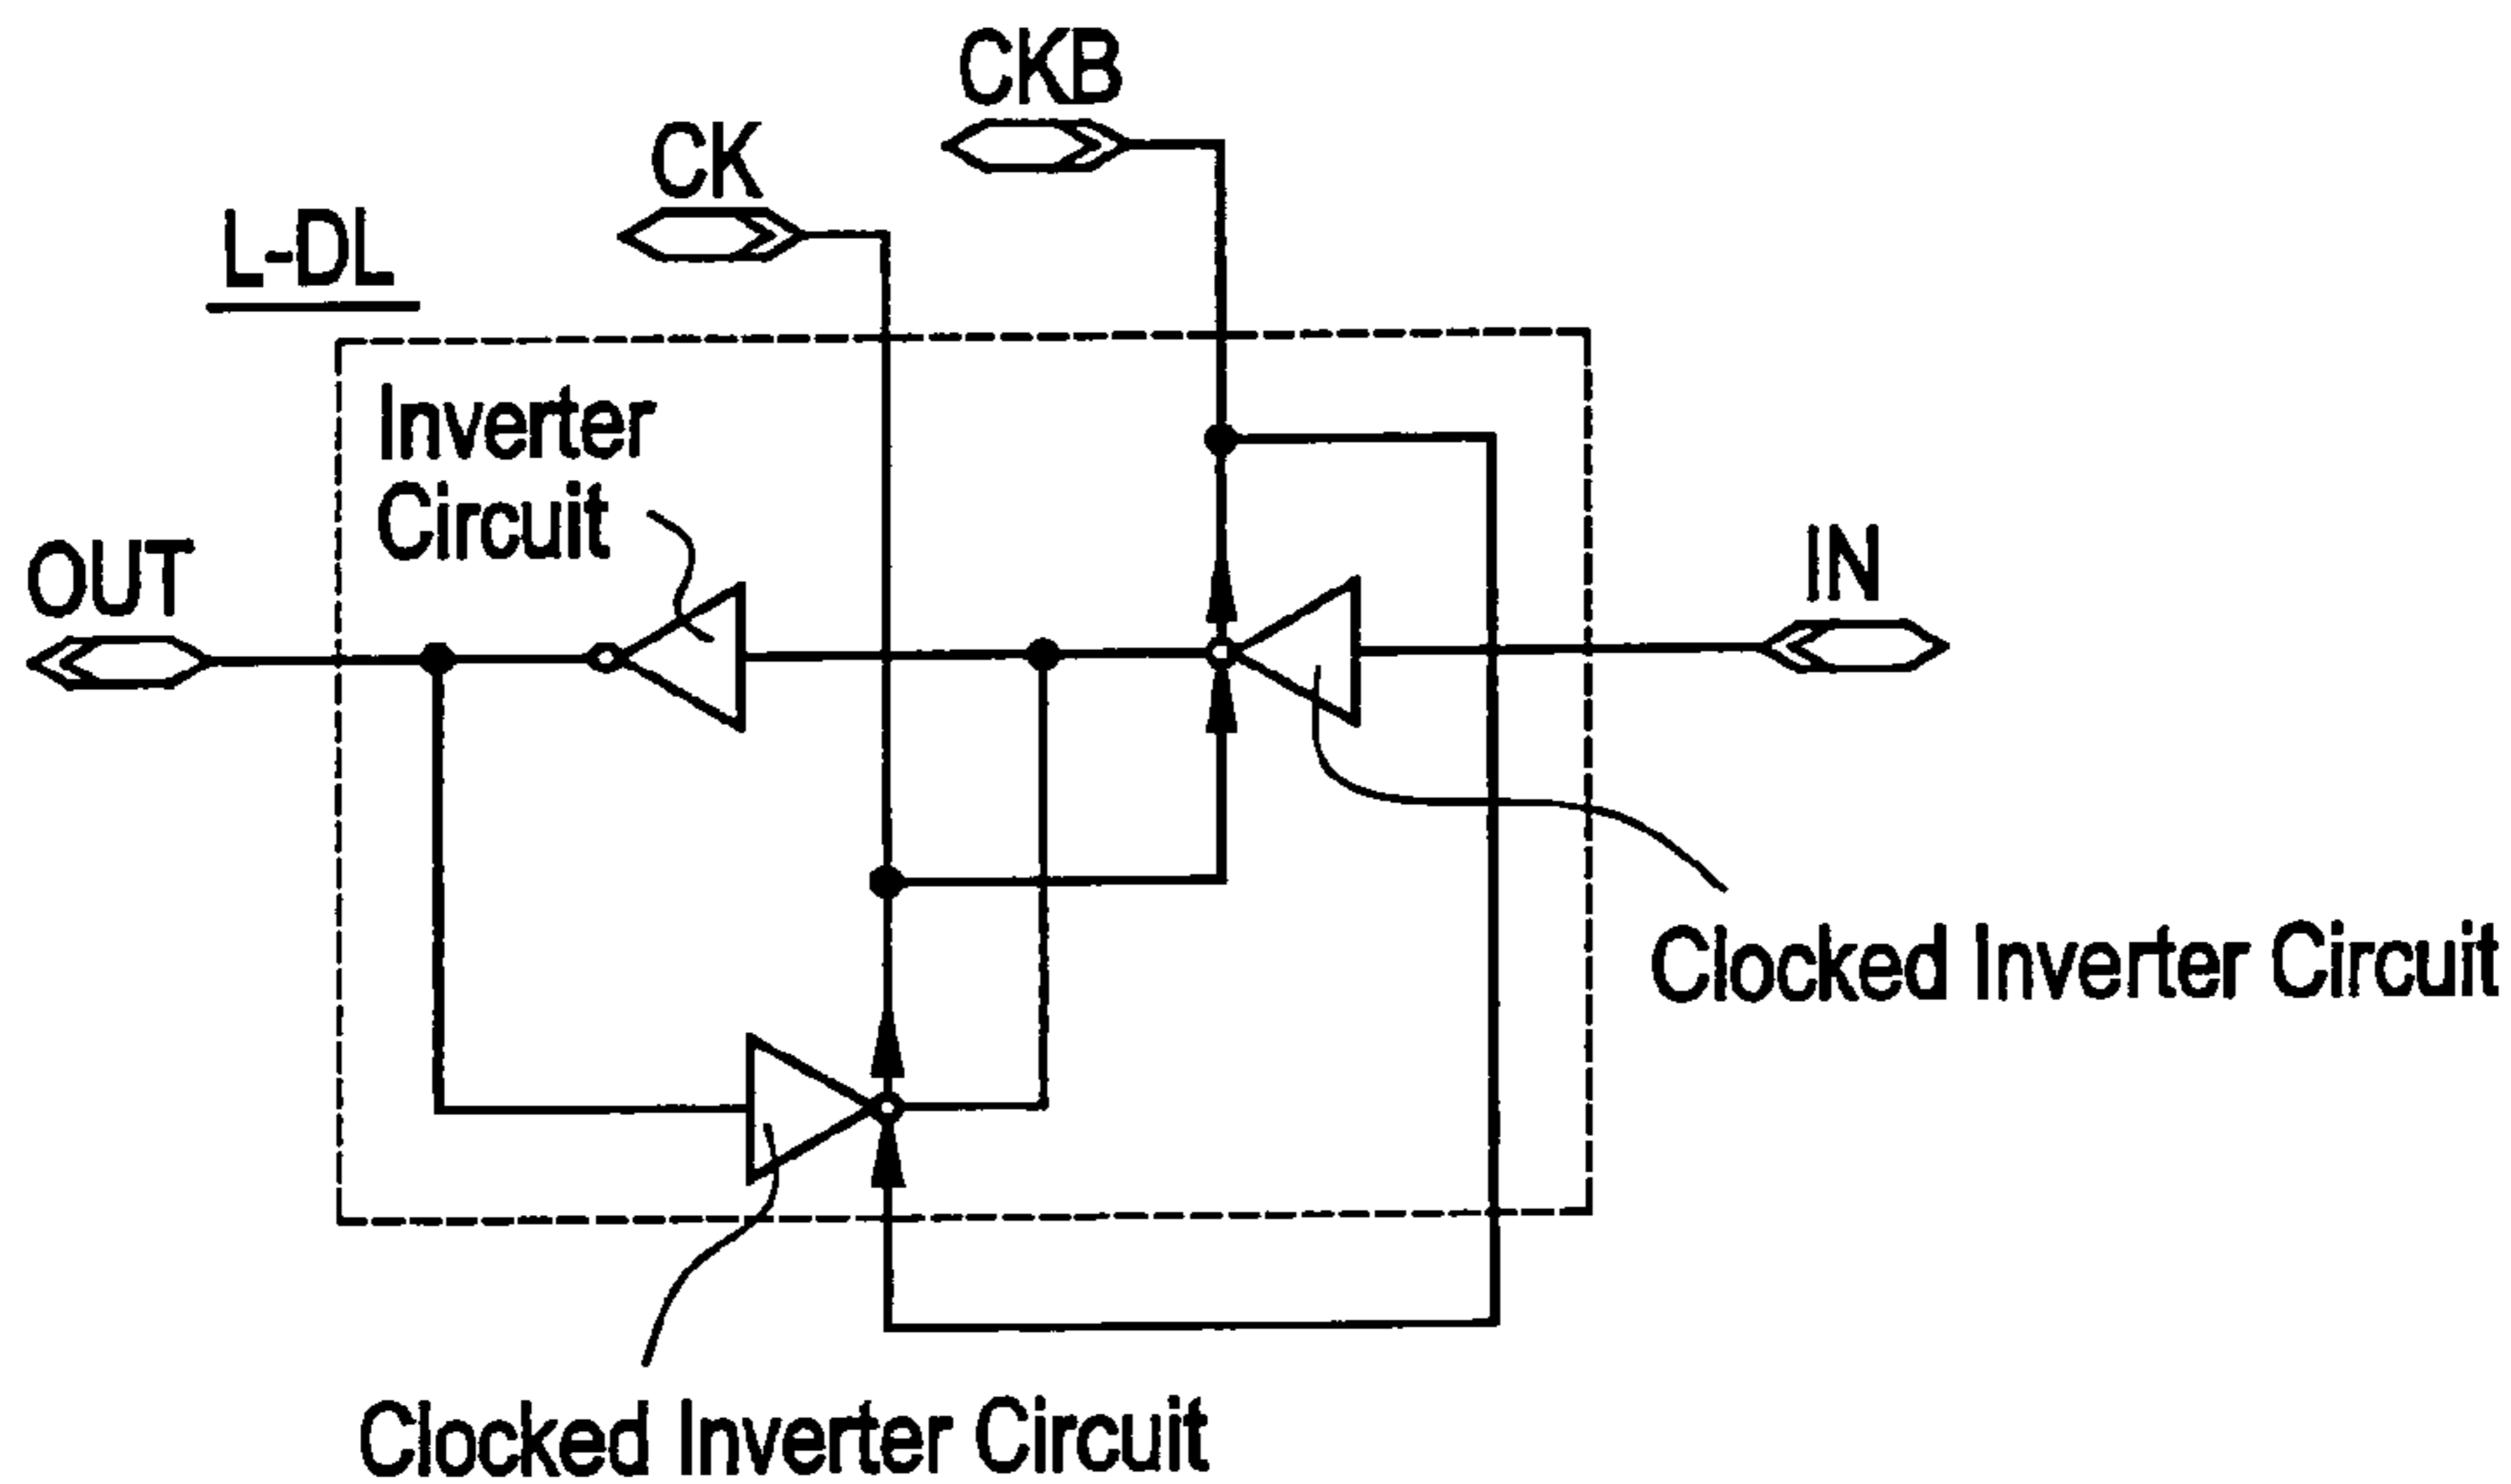 CKB
CK
L-DL
Inverter
Circuit
OUT
IN
Clocked Inverter Circuit
Clocked Inverter Circuit